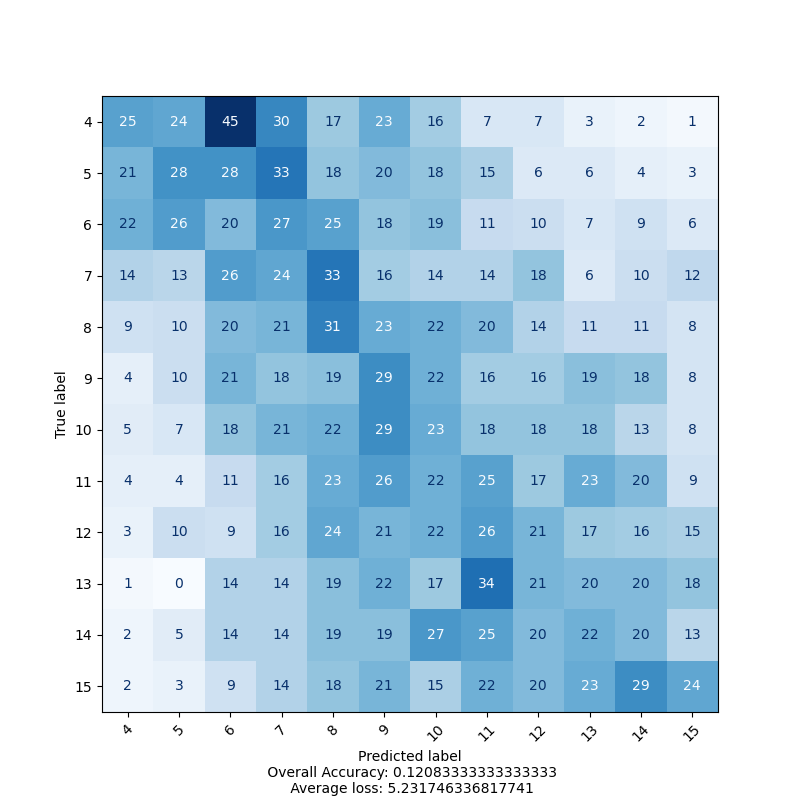 4 25 24 45 30 17 23 16 7 7 3 2 1
5 21 28 28 33 18 20 18 15 6 6 4 3
6 22 26 20 27 25 18 19 11 10 7 9 6
7 14 13 26 24 33 16 14 14 18 6 10 12
8 9 10 20 21 31 23 22 20 14 11 11 8
9 4 10 21 18 19 29 22 16 16 19 18 8
True label
10 5 7 18 21 22 29 23 18 18 18 13 8
11 4 4 11 16 23 26 22 25 17 23 20 9
12 3 10 9 16 24 21 22 26 21 17 16 15
13 1 0 14 14 19 22 17 34 21 20 20 18
14 2 5 14 14 19 19 27 25 20 22 20 13
15 2 3 9 14 18 21 15 22 20 23 29 24
4 5 6 7 8 9 10 11 12 13 14 15
Predicted label
Overall Accuracy: 0.12083333333333333
Average loss: 5.231746336817741